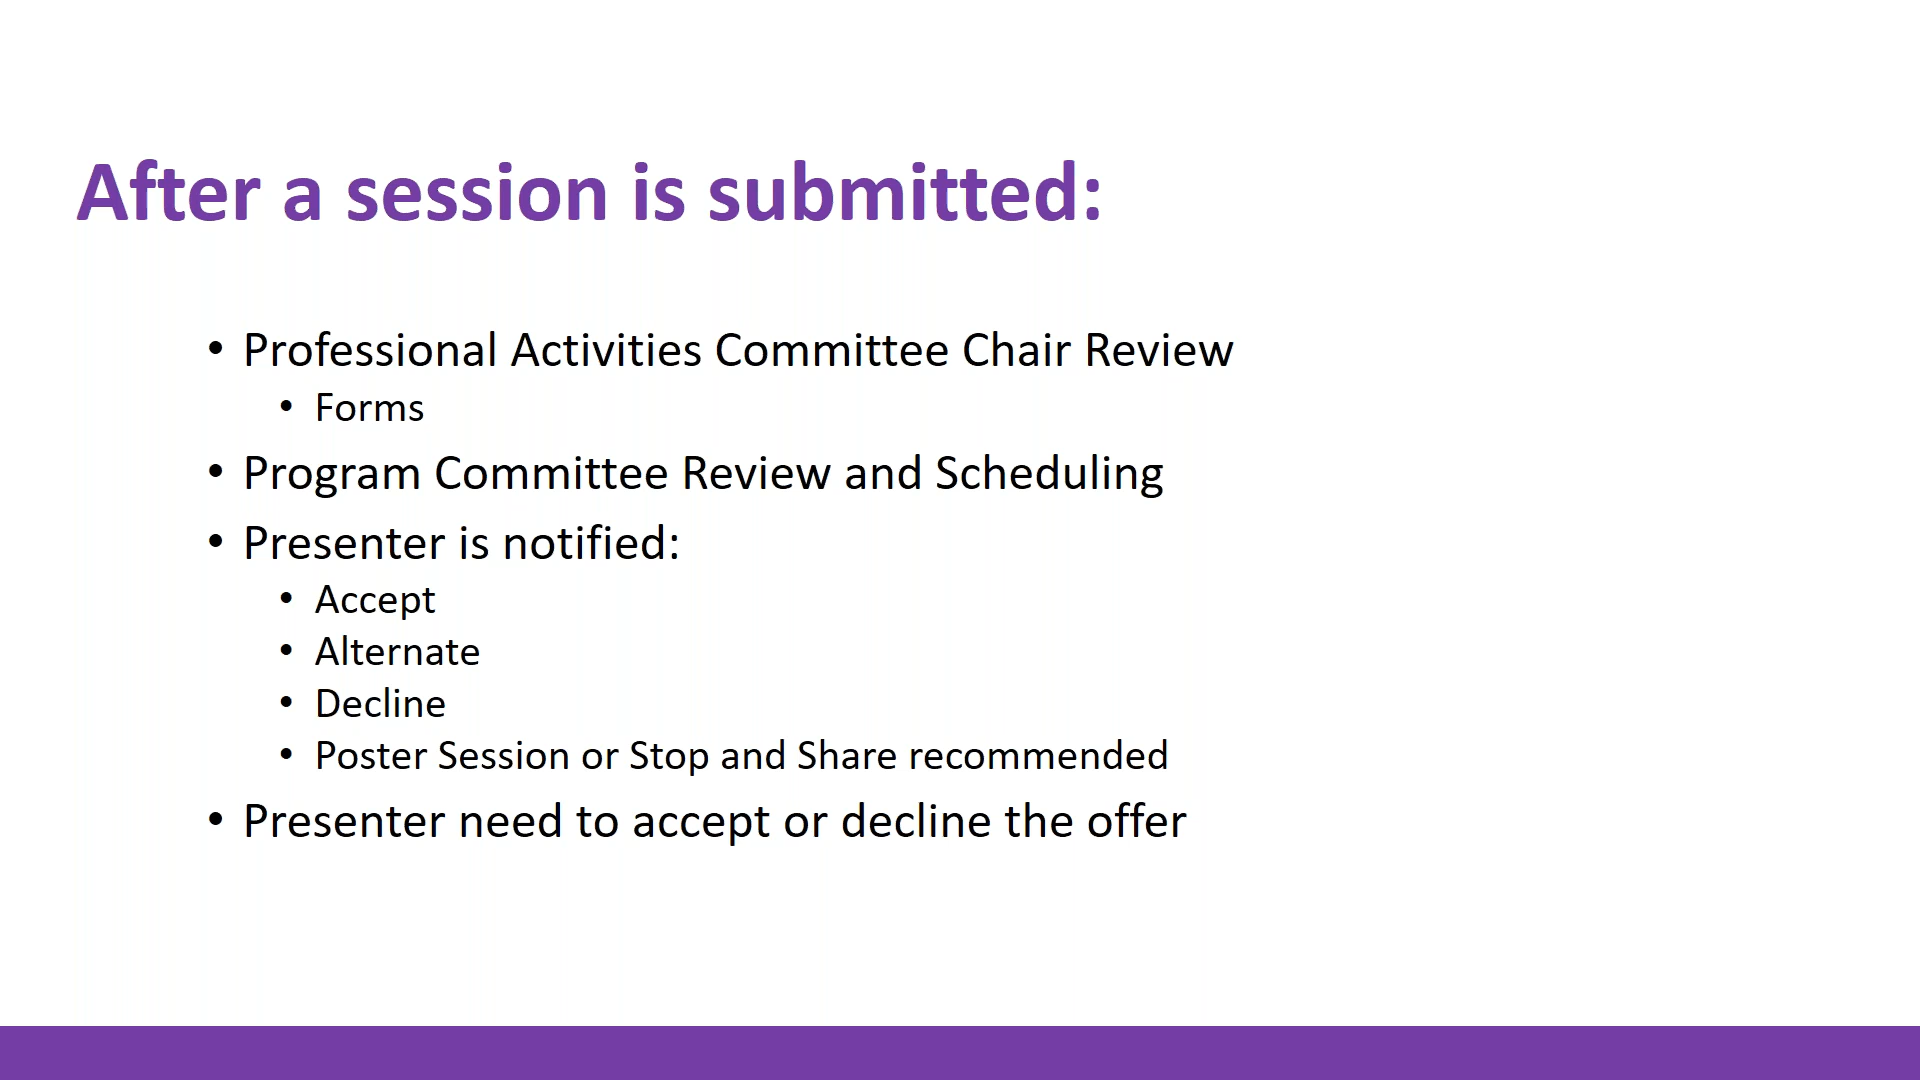 After a session is submitted:
• Professional Activities Committee Chair Review
• Forms
• Program Committee Review and Scheduling
• Presenter is notified:
• Accept
• Alternate
• Decline
• Poster Session or Stop and Share recommended
• Presenter need to accept or decline the offer